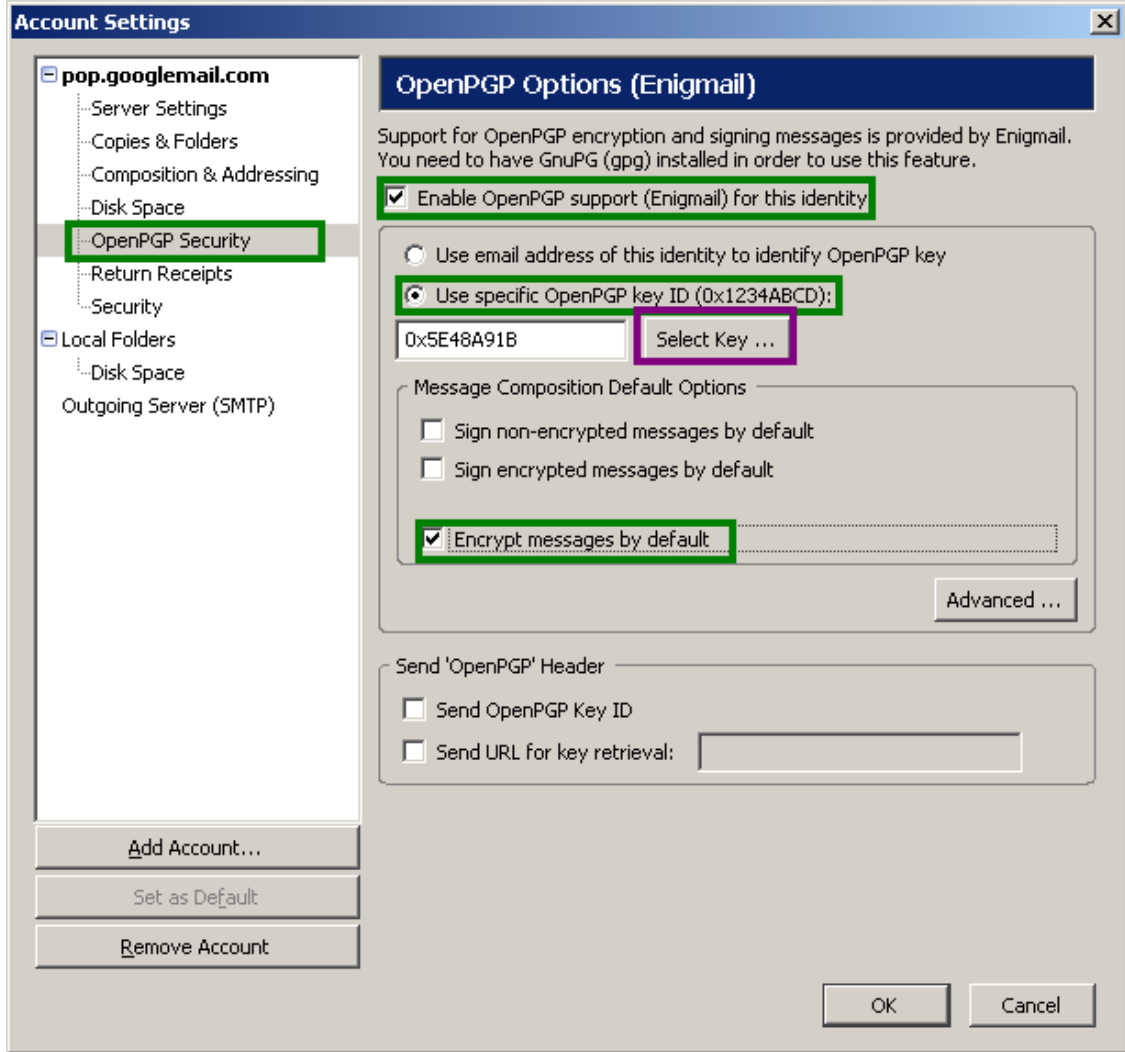 Account Settings
pop.googlemail.com
Server Settings
Copies & Folders
Composition & Addressing
Disk Space
OpenPGP Security
Return Receipts
Security
Local Folders
Disk Space
Outgoing Server (SMTP)
Add Account...
Set as Default
Remove Account
OpenPGP Options (Enigmail)
Support for OpenPGP encryption and signing messages is provided by Enigmail.
You need to have GnuPG (gpg) installed in order to use this feature.
Enable OpenPGP support (Enigmail) for this identity
Use email address of this identity to identify OpenPGP key
Use specific OpenPGP key ID (0x1234ABCD):
0x5E48A91B
Select Key ...
Message Composition Default Options
Sign non-encrypted messages by default
Sign encrypted messages by default
Encrypt messages by default
Advanced ...
Send 'OpenPGP' Header
Send OpenPGP Key ID
Send URL for key retrieval:
OK
Cancel